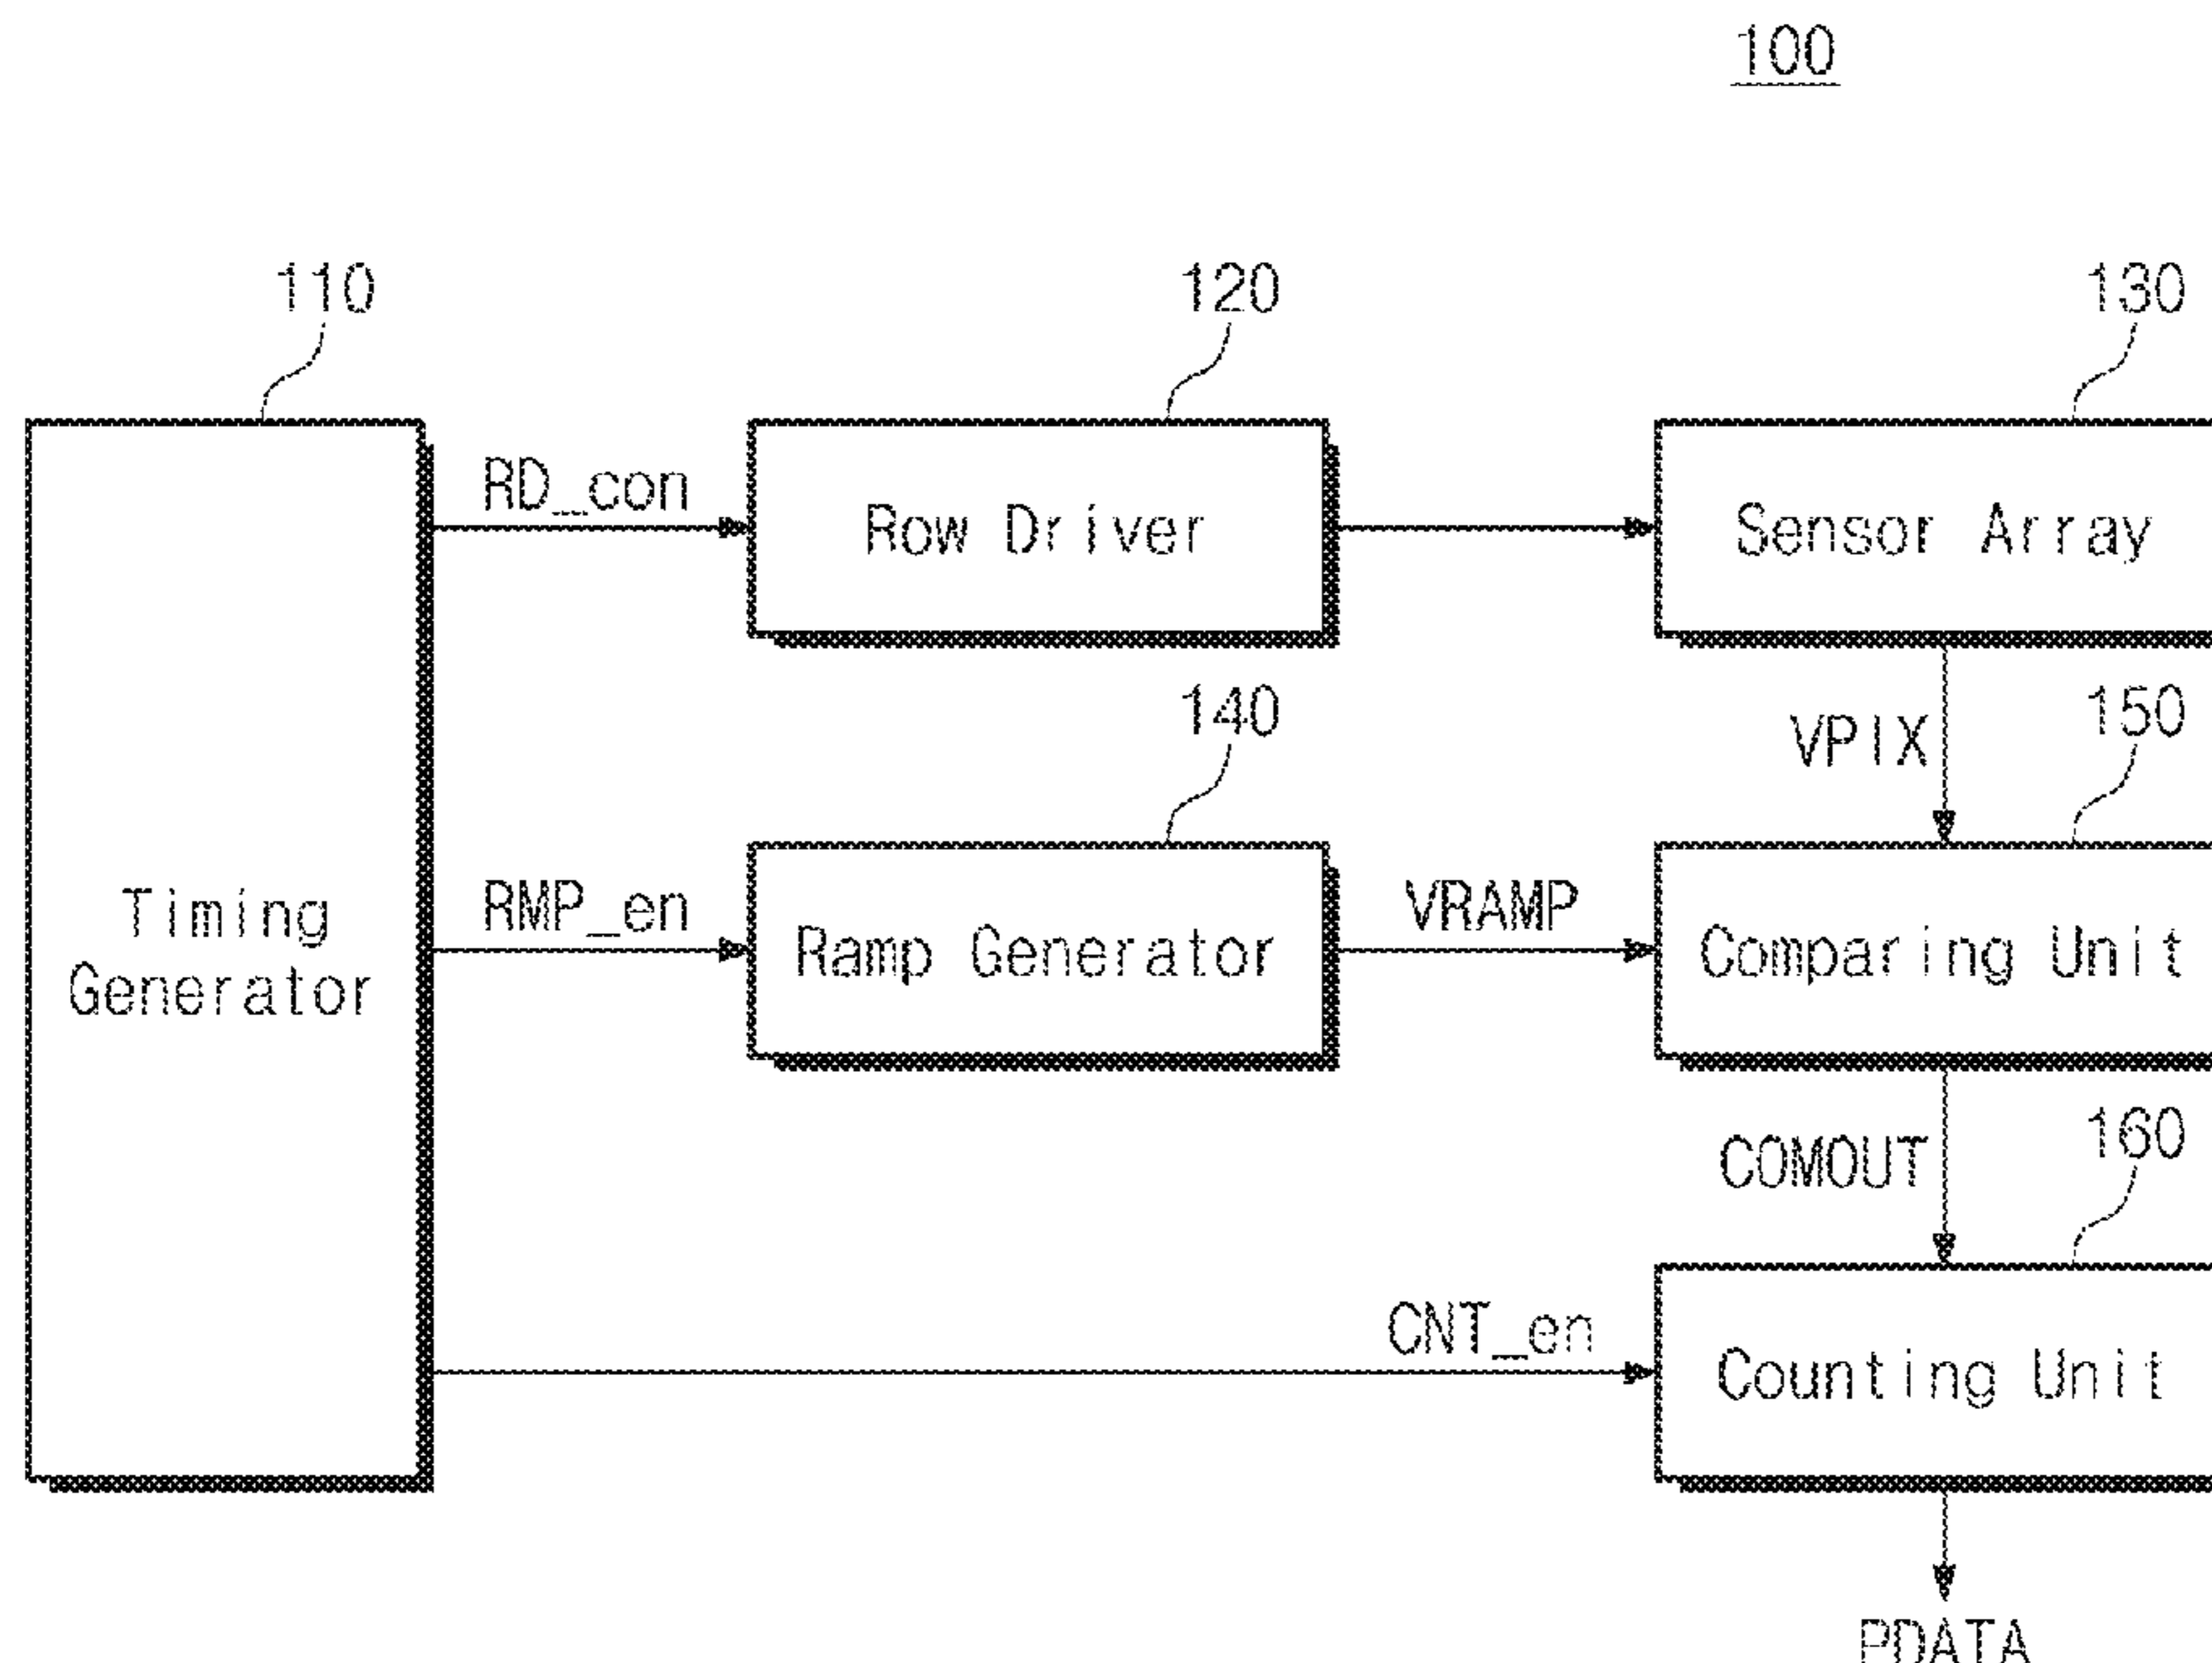 100
110
120
130
RD_con
Row Driver
Sensor Array
140
VPIX
150
Timing
Generator
RMP_en
Ramp Generator
VRAMP
Comparing Unit
COMOUT
160
CNT_en
Counting Unit
PDATA